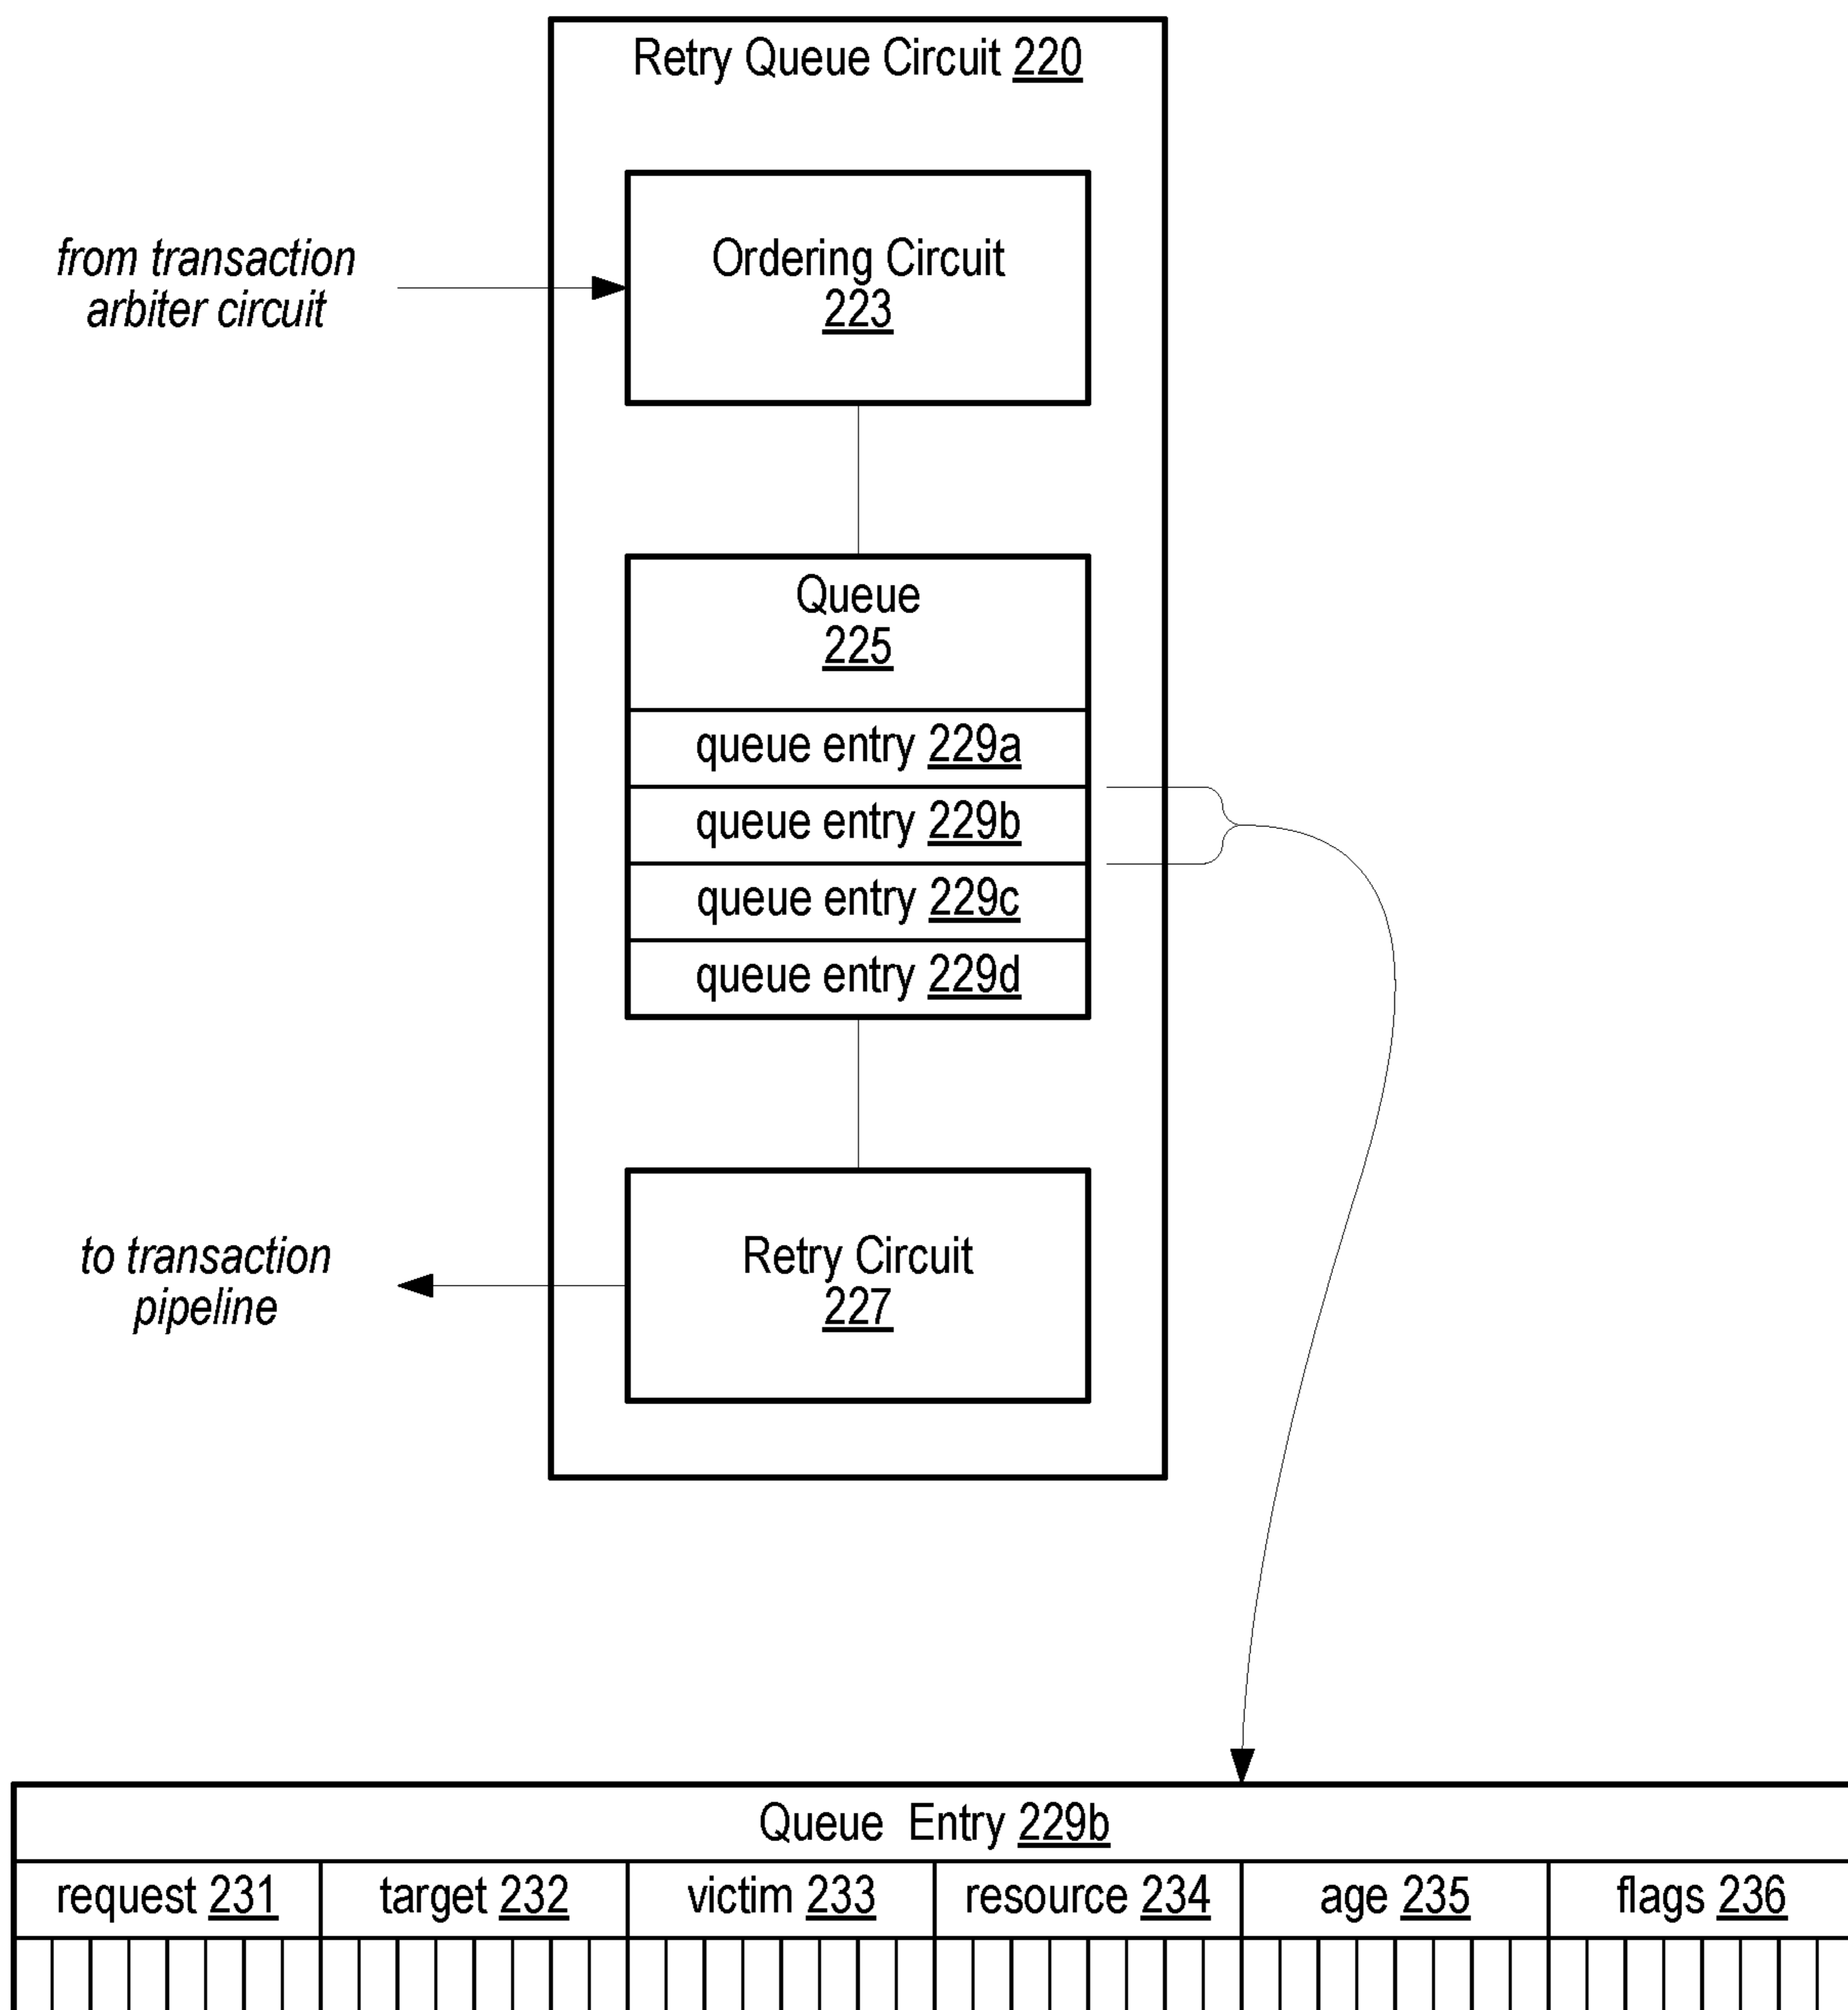 Retry Queue Circuit 220
from transaction
arbiter circuit
Ordering Circuit
223
Queue
225
queue entry 229a
queue entry 229b
queue entry 229c
queue entry 229d
to transaction
pipeline
Retry Circuit
227
Queue Entry 229b
request 231 target 232 victim 233 resource 234 age 235 flags 236